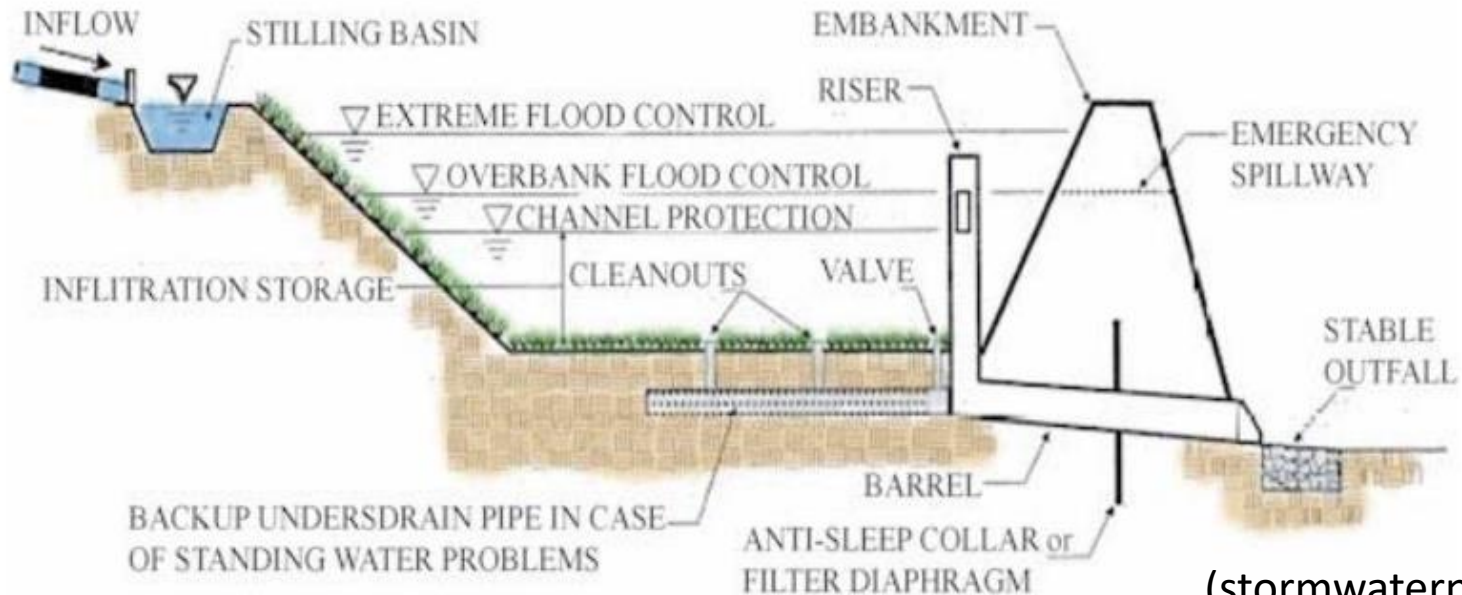 INFLOW
STILLING BASIN
EMBANKMENT
RISER
EXTREME FLOOD CONTROL
EMERGENCY
SPILLWAY
OVERBANK FLOOD CONTROL
CHANNEL PROTECTION
INFLITRATION STORAGE
CLEANOUTS
VALVE
STABLE
OUTFALL
BARREL
BACKUP UNDERSDRAIN PIPE IN CASE
OF STANDING WATER PROBLEMS
ANTI-SLEEP COLLAR or
FILTER DIAPHRAGM